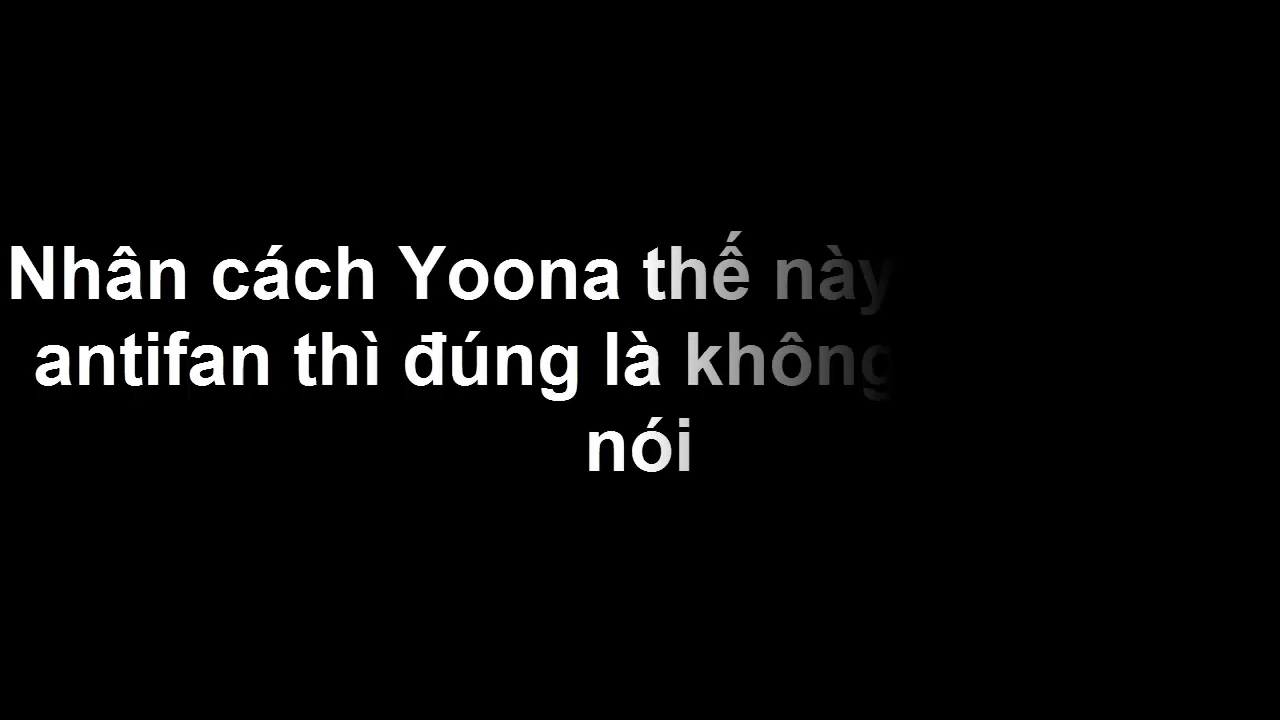 Nhân cách Yoona thế này
antifan thì đúng là không
nói